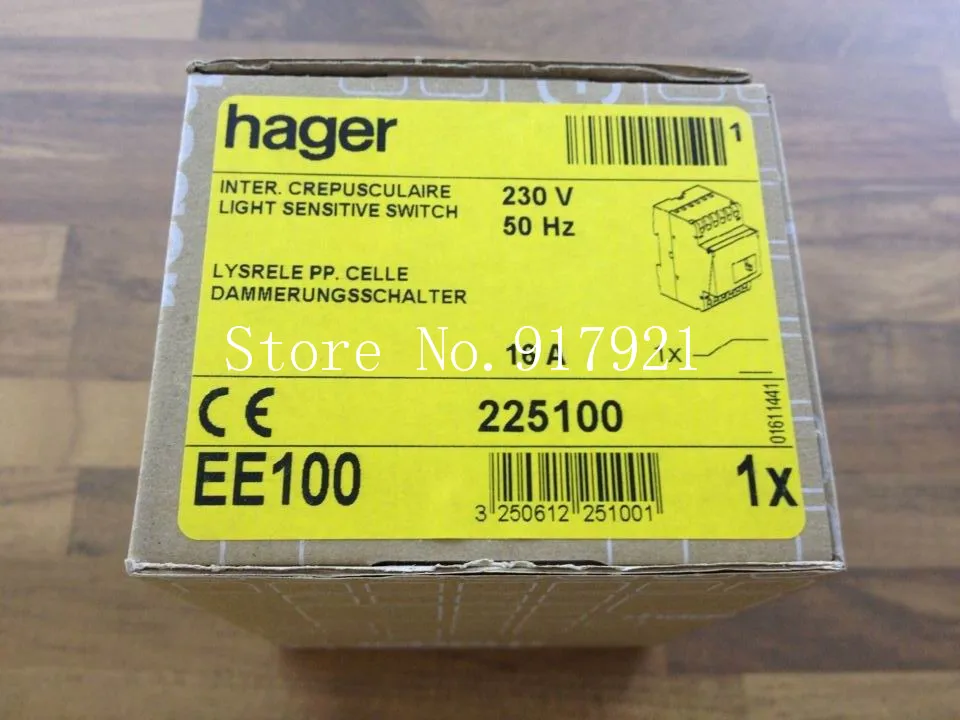 hager
1
INTER. CREPUSCULAIRE
LIGHT SENSITIVE SWITCH
230 V
50 Hz
LYSRELE PP. CELLE
DAMMERUNGSSCHALTER
Store No.917921
16 A
1x
CE
225100
01611441
EE100
3 250612 251001
1x